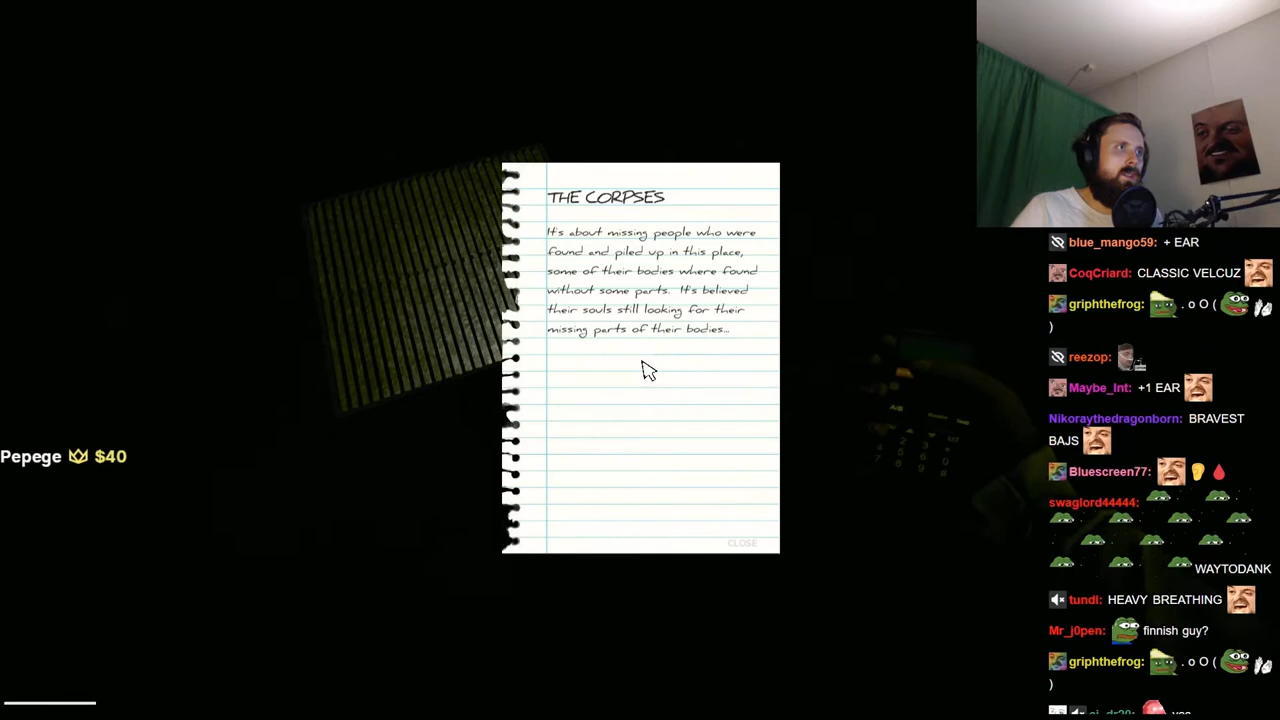 THE CORPSES
It's about missing people who were
found and piled up in this place,
some of their bodies where found
without some parts. It's believed
their souls still looking for their
missing parts of their bodies...
CLOSE
Pepege $40
blue_mango59: + EAR
CoqCriard: CLASSIC VELCUZ
griphthefrog: . o O (
)
reezop:
Maybe_Int: +1 EAR
Nikoraythedragonborn: BRAVEST
BAJS
Bluescreen77:
swaglord44444:
WAYTODANK
tundl: HEAVY BREATHING
Mr_j0pen: finnish guy?
griphthefrog: . o O (
)